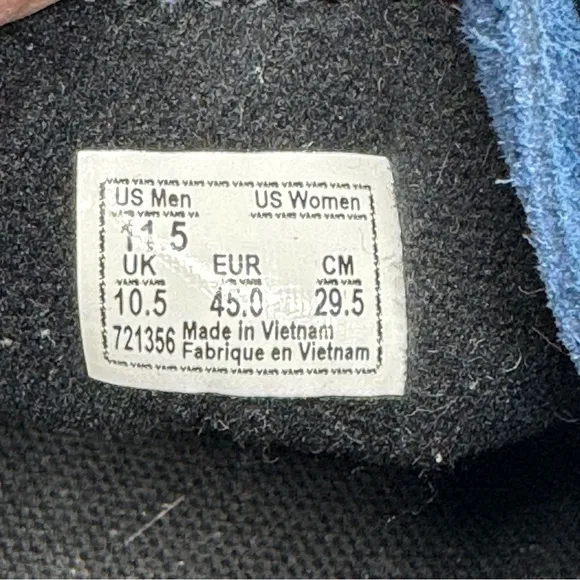 US Men US Women
11.5
UK EUR CM
10.5 45.0 29.5
721356 Made in Vietnam
Fabrique en Vietnam